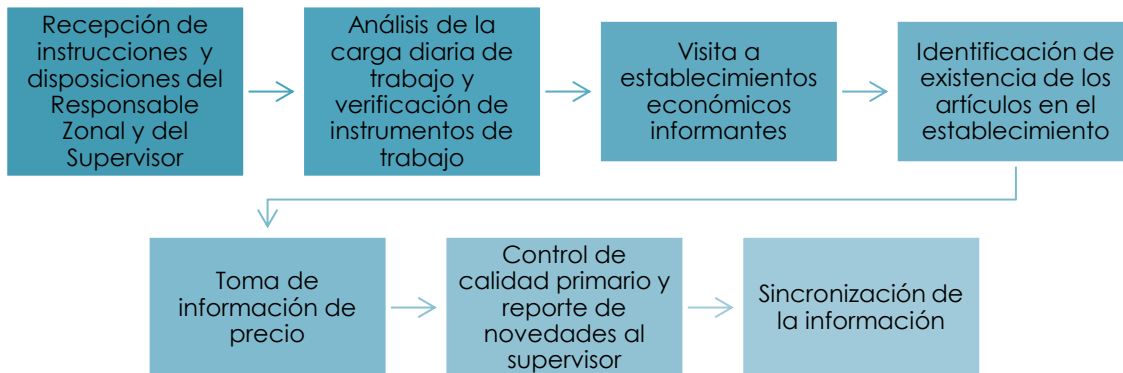 Recepción de
instrucciones y
disposiciones del
Responsable
Zonal y del
Supervisor
Análisis de la
carga diaria de
trabajo y
verificación de
instrumentos de
trabajo
Visita a
establecimientos
económicos
informantes
Identificación de
existencia de los
artículos en el
establecimiento
Toma de
información de
precio
Control de
calidad primario y
reporte de
novedades al
supervisor
Sincronización de
la información